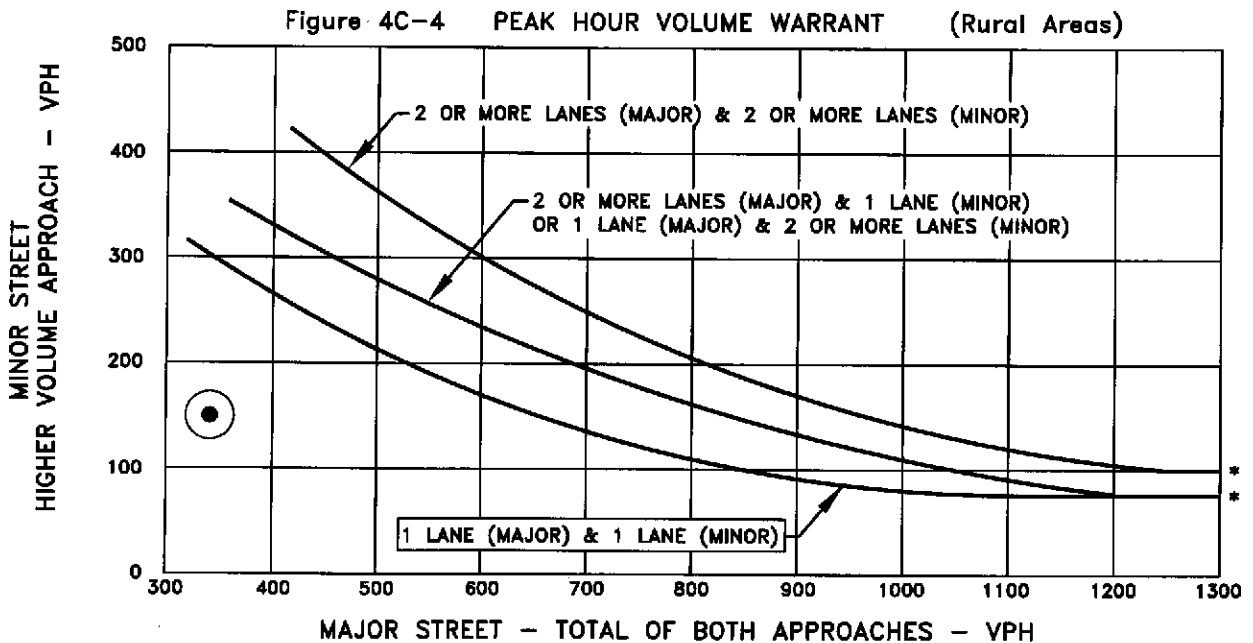 Figure 4C-4 PEAK HOUR VOLUME WARRANT (Rural Areas)
MINOR STREET
HIGHER VOLUME APPROACH - VPH
500
400
300
200
100
0
2 OR MORE LANES (MAJOR) & 2 OR MORE LANES (MINOR)
2 OR MORE LANES (MAJOR) & 1 LANE (MINOR)
OR 1 LANE (MAJOR) & 2 OR MORE LANES (MINOR)
1 LANE (MAJOR) & 1 LANE (MINOR)
*
*
300 400 500 600 700 800 900 1000 1100 1200 1300
MAJOR STREET - TOTAL OF BOTH APPROACHES - VPH